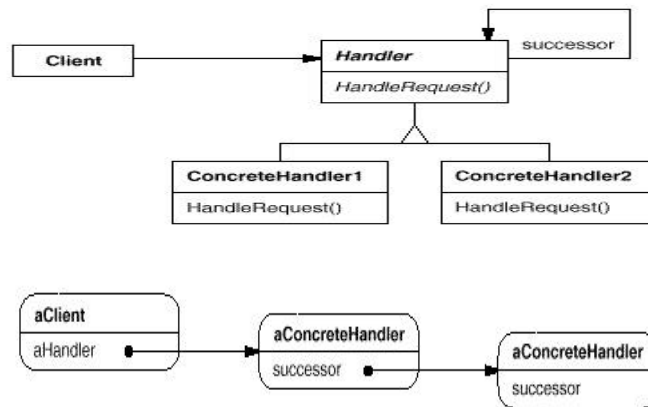 Client
Handler
HandleRequest()
successor
ConcreteHandler1
HandleRequest()
ConcreteHandler2
HandleRequest()
aClient
aHandler
aConcreteHandler
successor
aConcreteHandler
successor